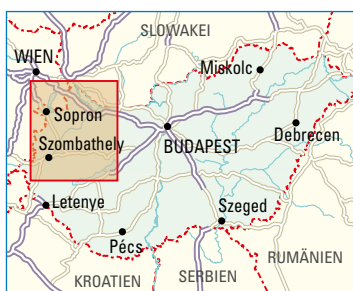 SLOWAKEI
WIEN
Miskolc
Sopron
Debrecen
BUDAPEST
Szombathely
Letenye
Szeged
Pécs
RUMÄNIEN
SERBIEN
KROATIEN